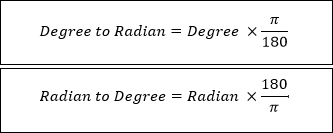 Degree to Radian = Degree × π/180
Radian to Degree = Radian × 180/π